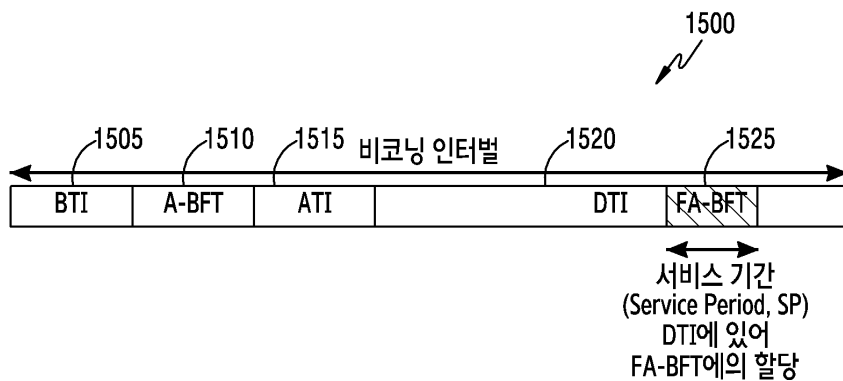 1500
1505
1510
1515
비코닝 인터벌
1520
1525
BTI
A-BFT
ATI
DTI
FA-BFT
서비스 기간
(Service Period, SP)
DTI에 있어
FA-BFT에의 할당